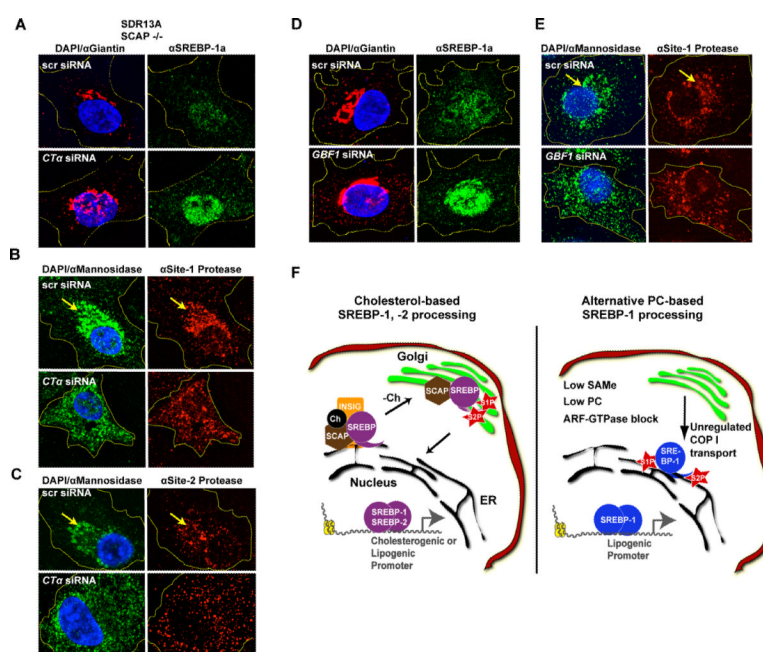 A
SDR13A
SCAP -/-
DAPI/αGiantin
αSREBP-1a
scr siRNA
CTα siRNA
B
DAPI/αMannosidase
αSite-1 Protease
scr siRNA
CTα siRNA
C
DAPI/αMannosidase
αSite-2 Protease
scr siRNA
CTα siRNA
D
DAPI/αGiantin
αSREBP-1a
scr siRNA
GBF1 siRNA
E
DAPI/αMannosidase
αSite-1 Protease
scr siRNA
GBF1 siRNA
F
Cholesterol-based
SREBP-1, -2 processing
Golgi
SCAP
SREBP
S1P
S2P
-Ch
INSIG
Ch
SREBP
SCAP
Nucleus
ER
SREBP-1
SREBP-2
Cholesterogenic or
Lipogenic
Promoter
Alternative PC-based
SREBP-1 processing
Low SAMe
Low PC
ARF-GTPase block
Unregulated
COP I
transport
S1P
SRE-
BP-1
S2P
SREBP-1
Lipogenic
Promoter